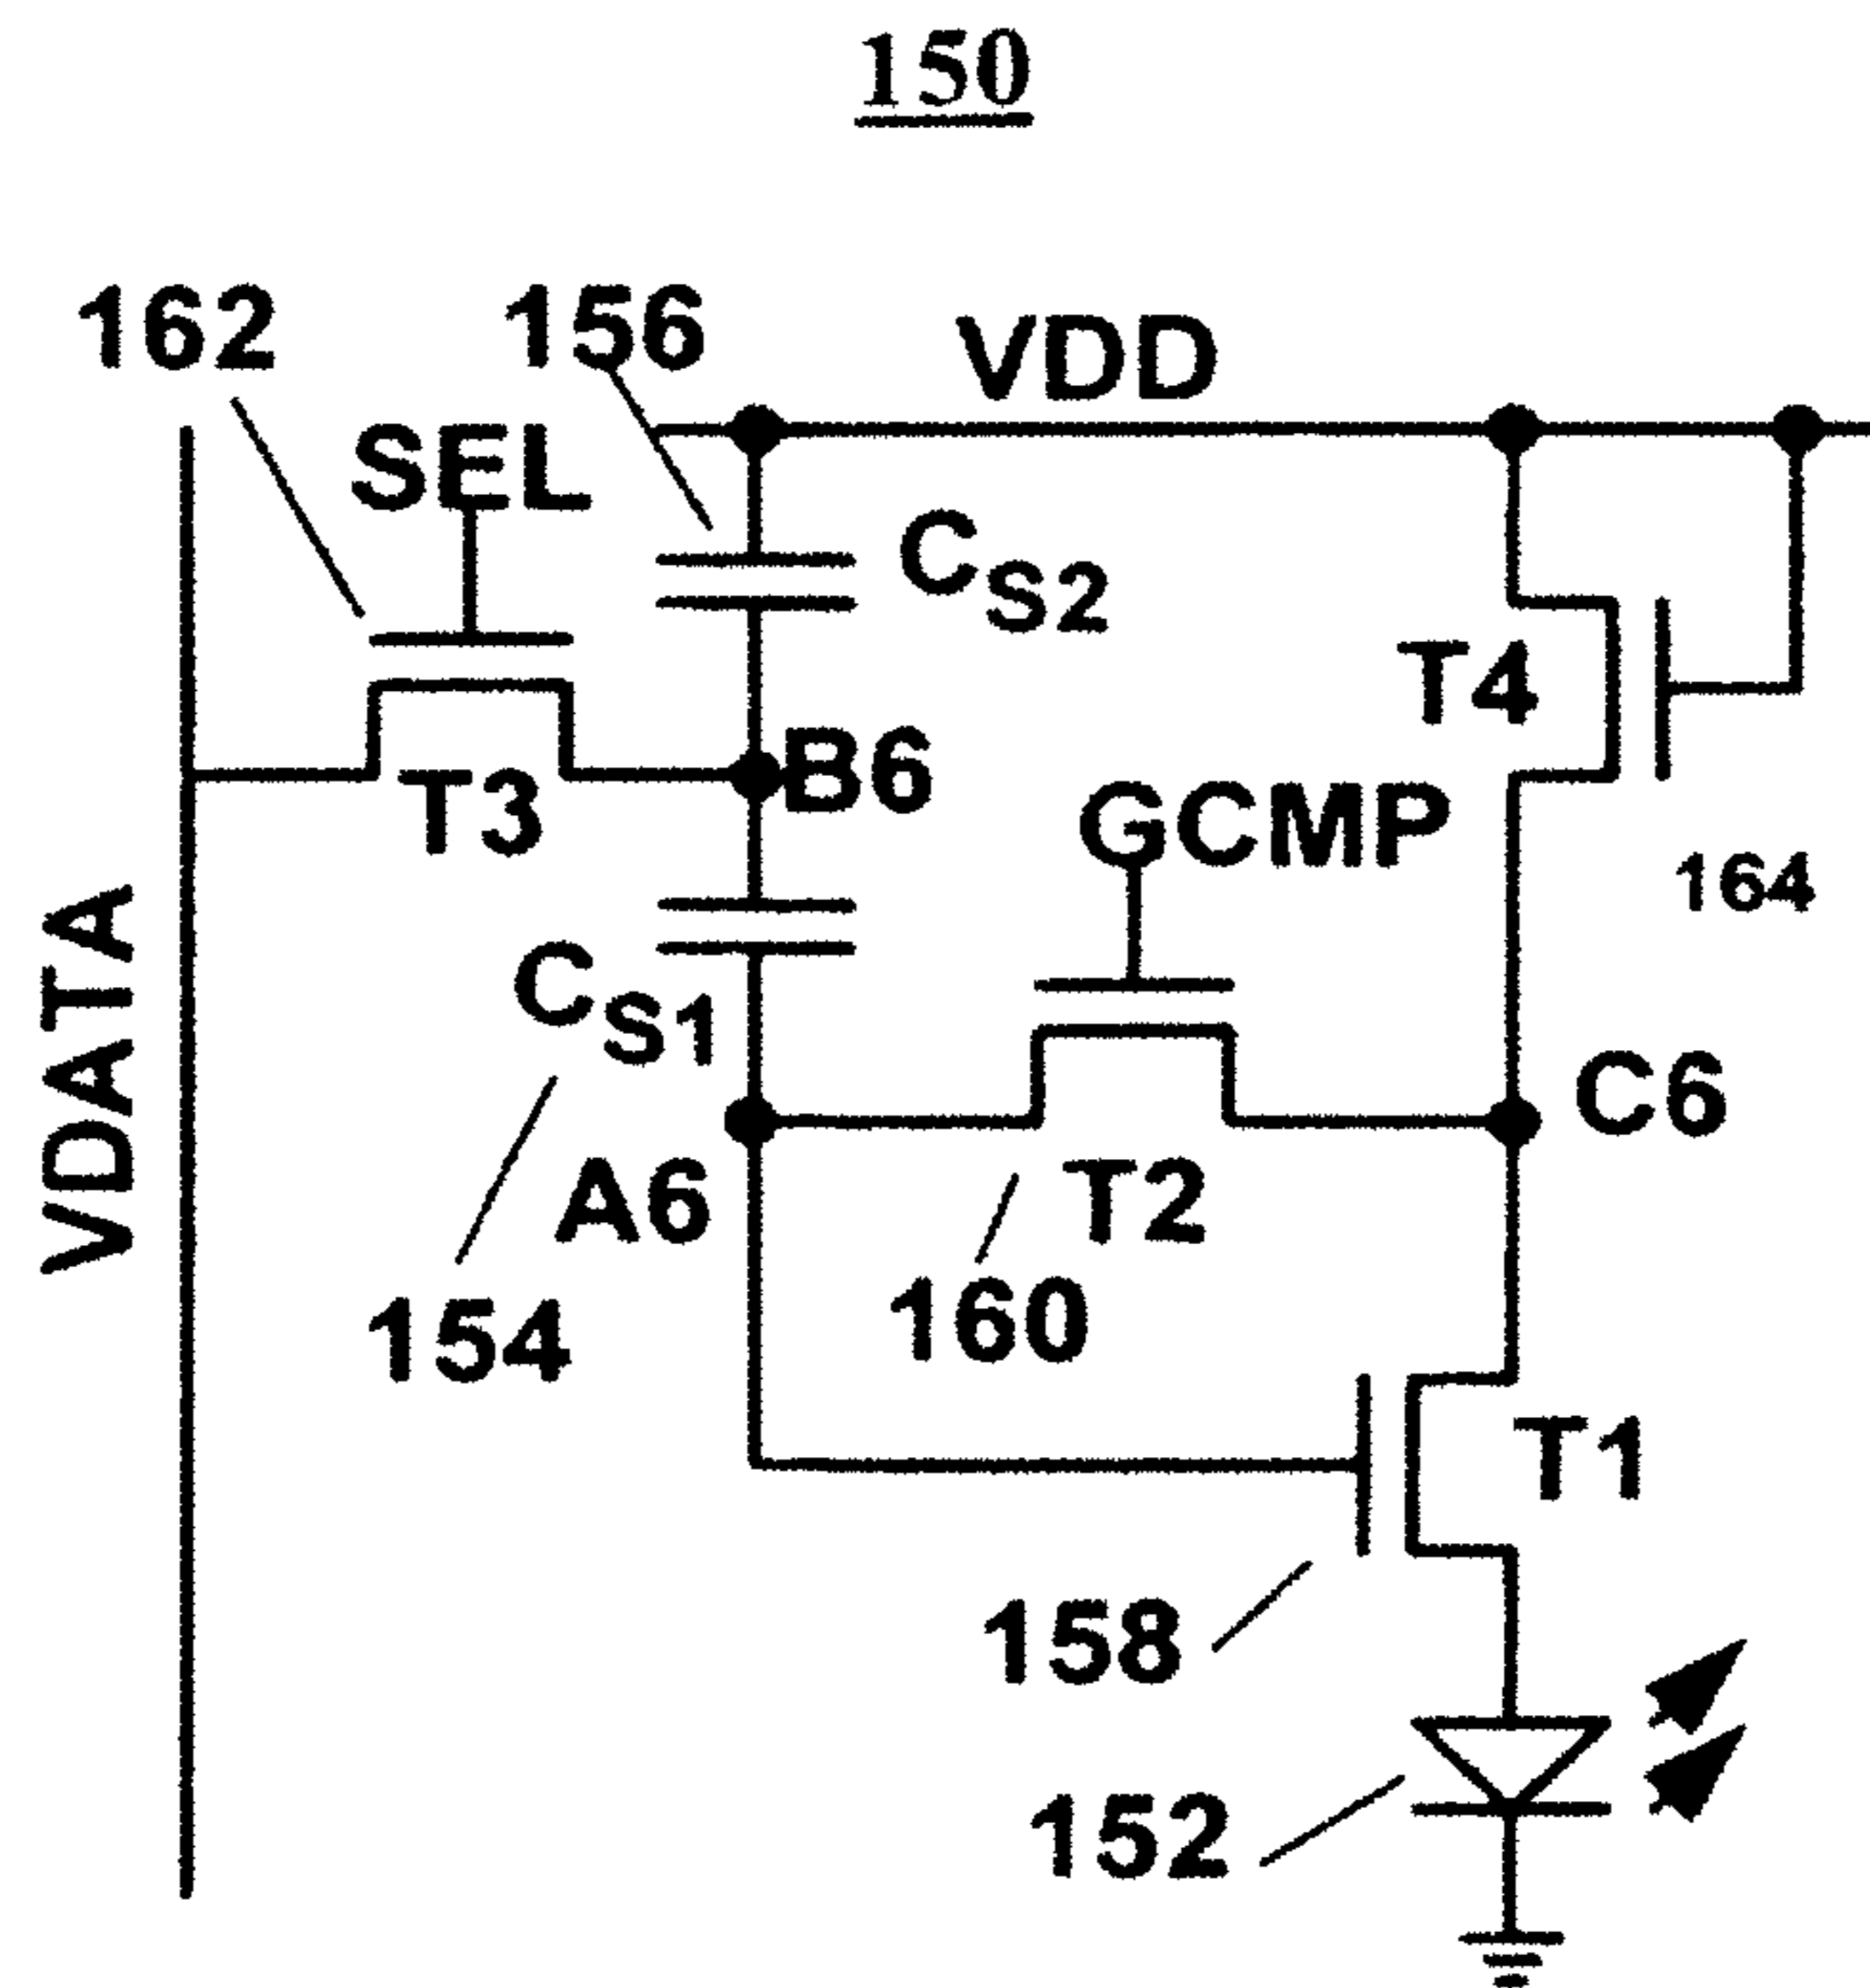 150
162
156
VDD
SEL
CS2
T4
B6
T3
GCMP
164
VDATA
CS1
C6
A6
T2
154
160
T1
158
152